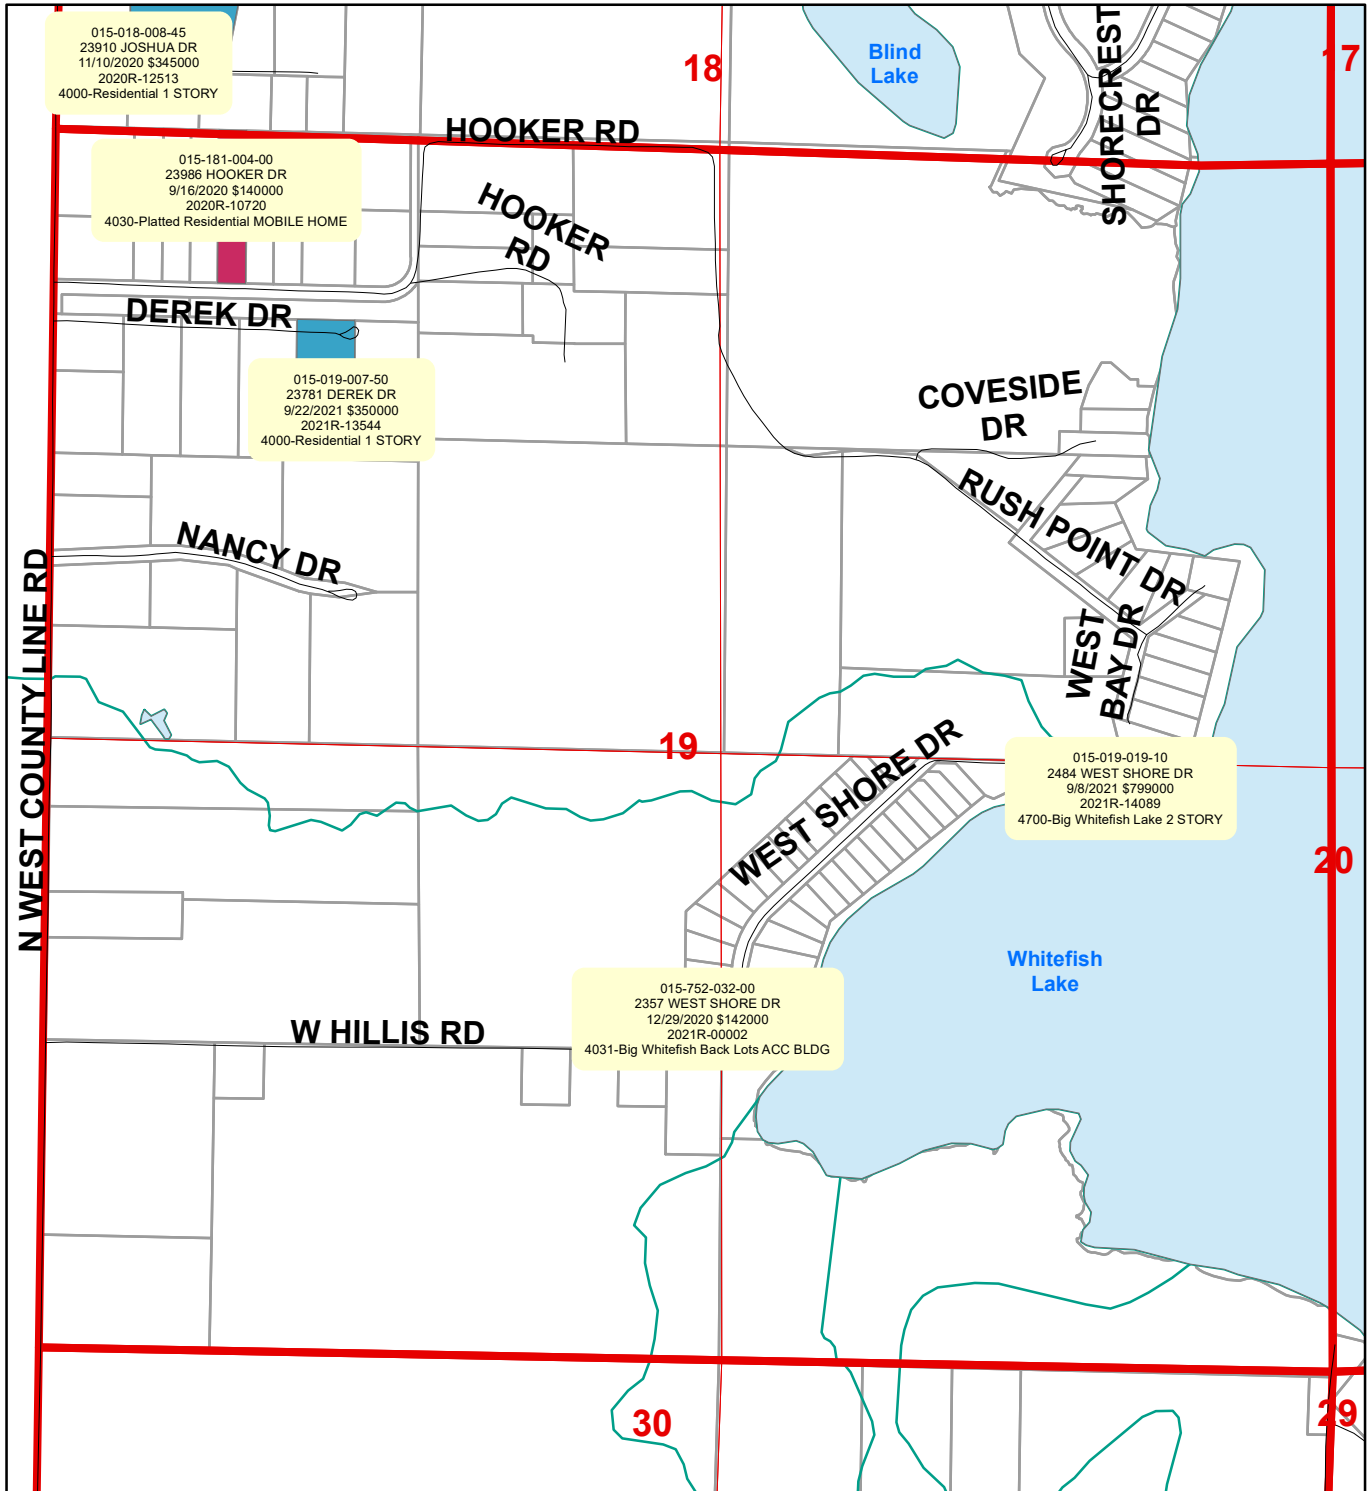 015-018-008-45
23910 JOSHUA DR
11/10/2020 $345000
2020R-12513
4000-Residential 1 STORY
18
Blind
Lake
SHORECREST
DR
17
HOOKER RD
015-181-004-00
23986 HOOKER DR
9/16/2020 $140000
2020R-10720
4030-Platted Residential MOBILE HOME
HOOKER
RD
DEREK DR
015-019-007-50
23781 DEREK DR
9/22/2021 $350000
2021R-13544
4000-Residential 1 STORY
COVESIDE
DR
RUSH POINT DR
NANCY DR
N WEST COUNTY LINE RD
WEST
BAY DR
19
WEST SHORE DR
015-019-019-10
2484 WEST SHORE DR
9/8/2021 $799000
2021R-14089
4700-Big Whitefish Lake 2 STORY
20
Whitefish
Lake
015-752-032-00
2357 WEST SHORE DR
12/29/2020 $142000
2021R-00002
4031-Big Whitefish Back Lots ACC BLDG
W HILLIS RD
30
29